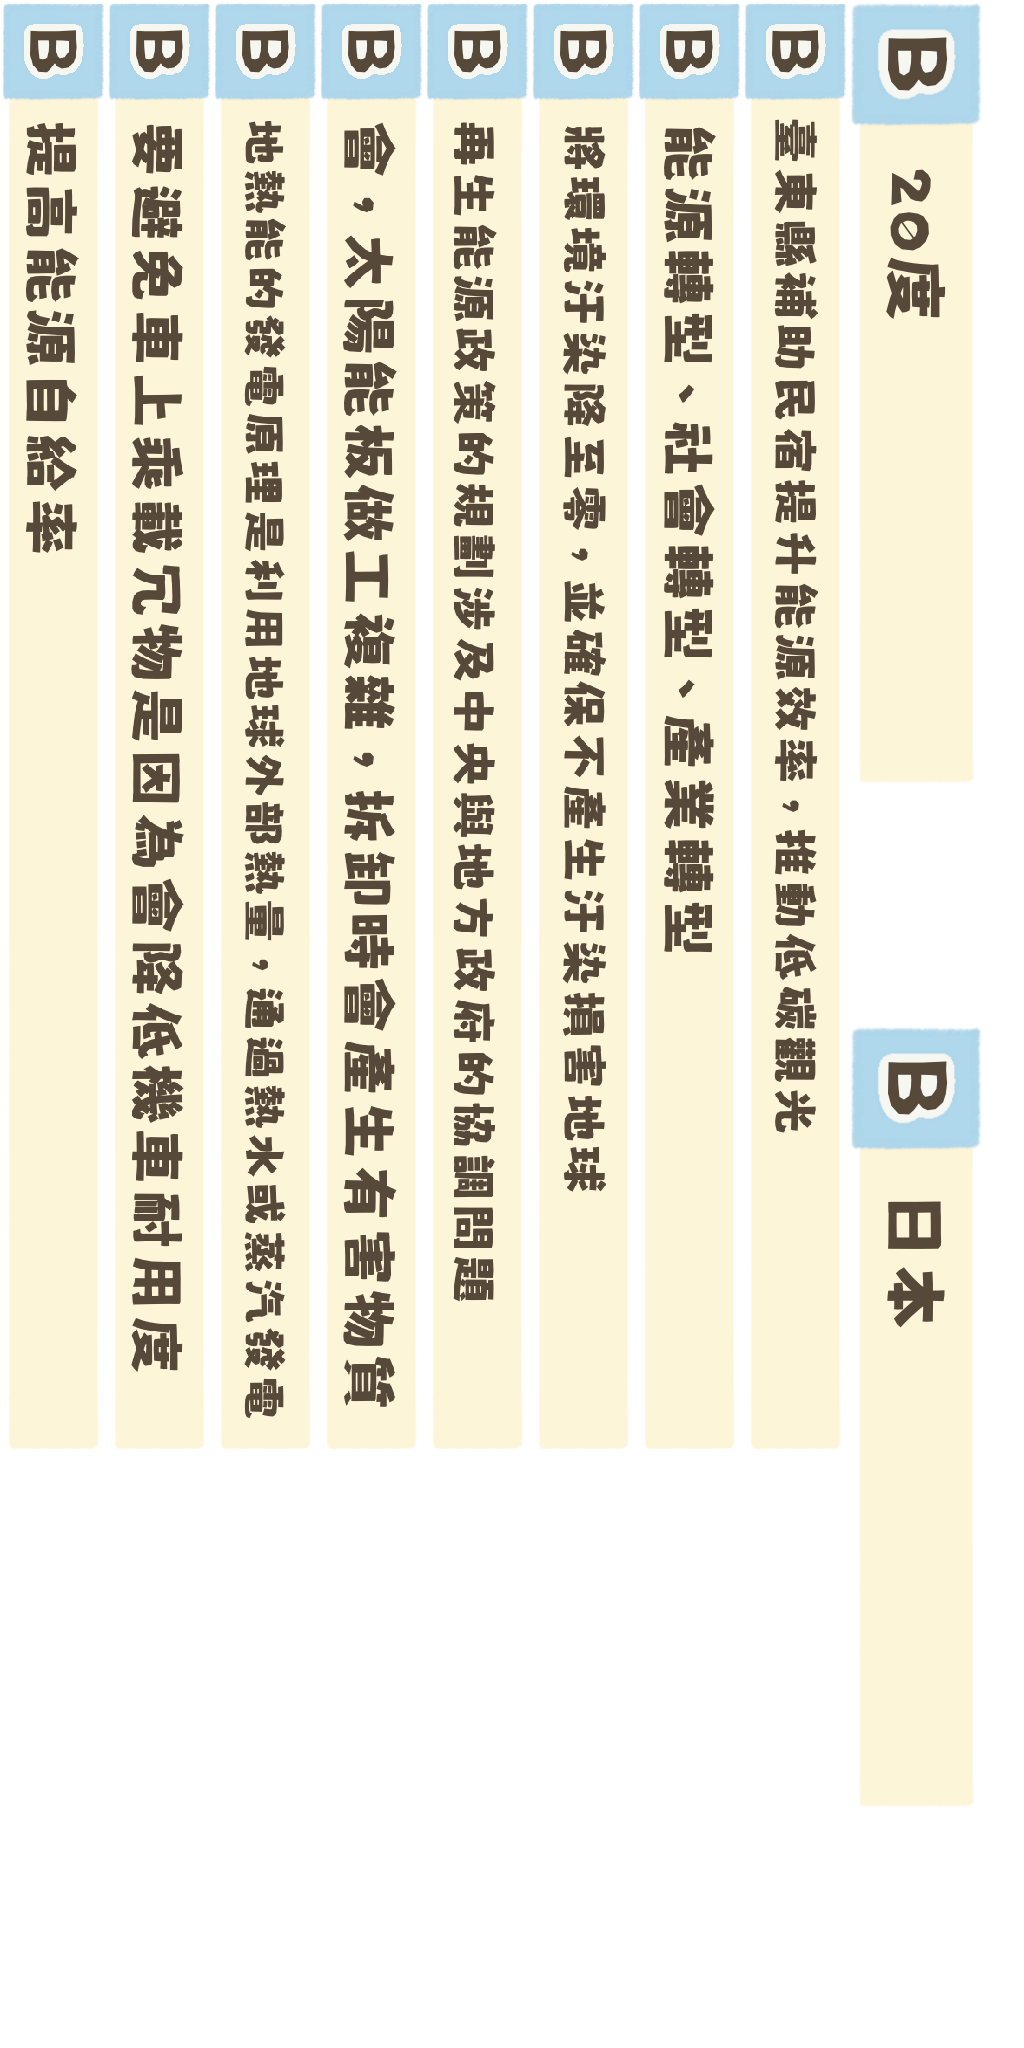 B 20度
B 日本
B 臺東縣補助民宿提升能源效率，推動低碳觀光
B 能源轉型、社會轉型、產業轉型
B 將環境汙染降至零，並確保不產生汙染損害地球
B 再生能源政策的規劃涉及中央與地方政府的協調問題
B 會，太陽能板做工複雜，拆卸時會產生有害物質
B 地熱能的發電原理是利用地球外部熱量，通過熱水或蒸汽發電
B 要避免車上乘載冗物是因為會降低機車耐用度
B 提高能源自給率